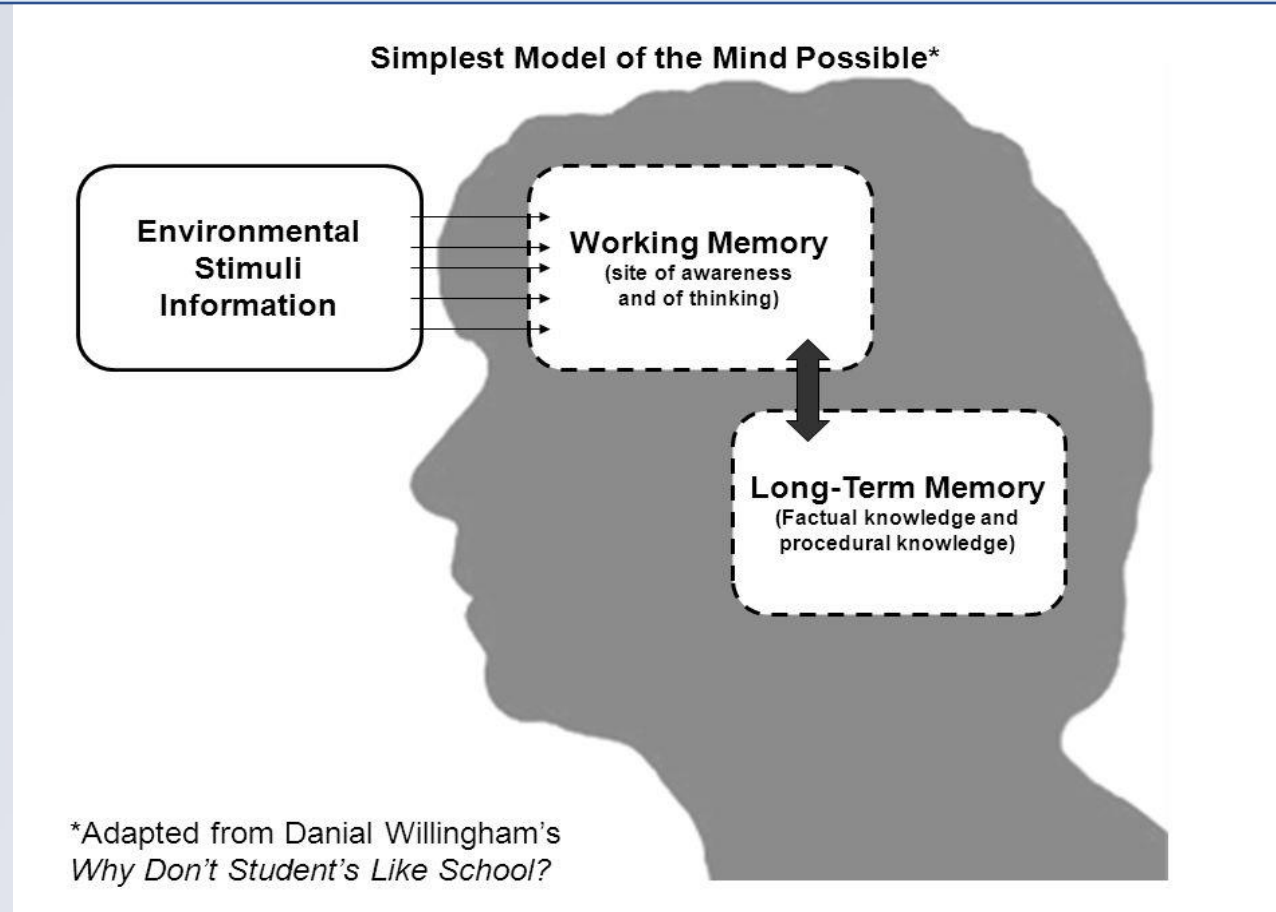 Simplest Model of the Mind Possible*
Environmental
Stimuli
Information
Working Memory
(site of awareness
and of thinking)
Long-Term Memory
(Factual knowledge and
procedural knowledge)
*Adapted from Danial Willingham's
Why Don't Student's Like School?